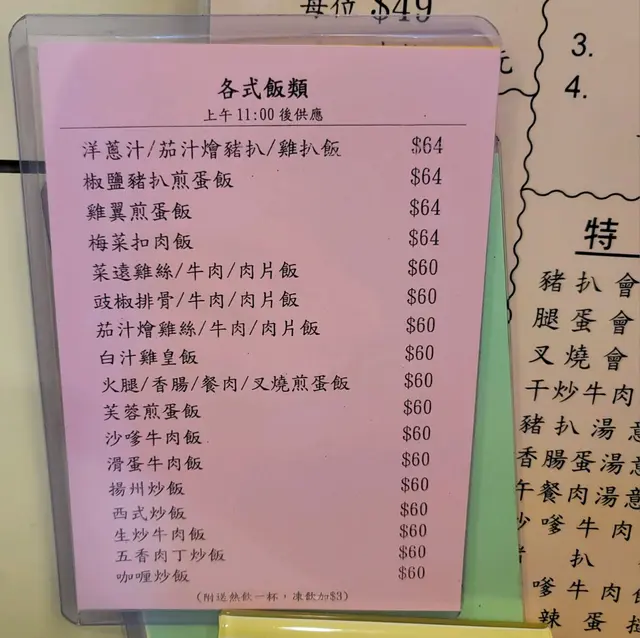 每位 $49
各式飯類
上午 11:00 後供應
洋蔥汁/茄汁燴豬扒/雞扒飯 $64
椒鹽豬扒煎蛋飯 $64
雞翼煎蛋飯 $64
梅菜扣肉飯 $64
菜遠雞絲/牛肉/肉片飯 $60
豉椒排骨/牛肉/肉片飯 $60
茄汁燴雞絲/牛肉/肉片飯 $60
白汁雞皇飯 $60
火腿/香腸/餐肉/叉燒煎蛋飯 $60
芙蓉煎蛋飯 $60
沙嗲牛肉飯 $60
滑蛋牛肉飯 $60
揚州炒飯 $60
西式炒飯 $60
生炒牛肉飯 $60
五香肉丁炒飯 $60
咖喱炒飯 $60
(附送熱飲一杯，凍飲加$3)
元
3.
4.
特
豬扒會
腿蛋會
叉燒會
干炒牛肉
豬扒湯意
香腸蛋湯意
午餐肉湯意
沙嗲牛肉
扒
嗲牛肉
辣蛋